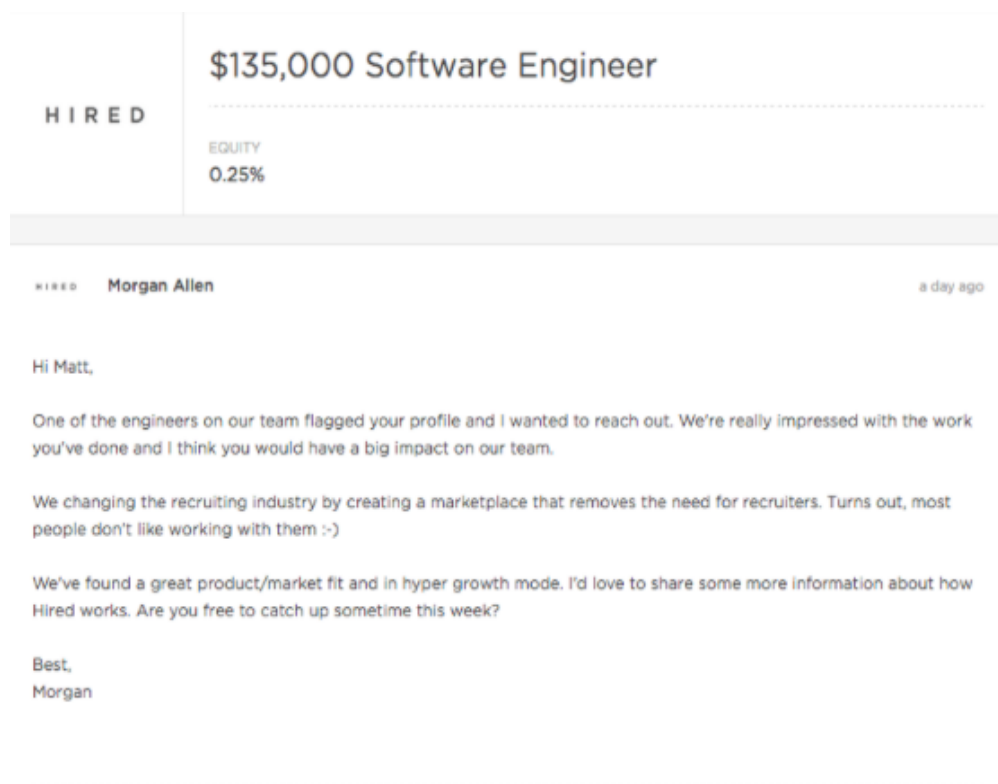 $135,000 Software Engineer
HIRED
EQUITY
0.25%
HIRED Morgan Allen a day ago
Hi Matt,
One of the engineers on our team flagged your profile and I wanted to reach out. We're really impressed with the work
you've done and I think you would have a big impact on our team.
We changing the recruiting industry by creating a marketplace that removes the need for recruiters. Turns out, most
people don't like working with them :-)
We've found a great product/market fit and in hyper growth mode. I'd love to share some more information about how
Hired works. Are you free to catch up sometime this week?
Best,
Morgan